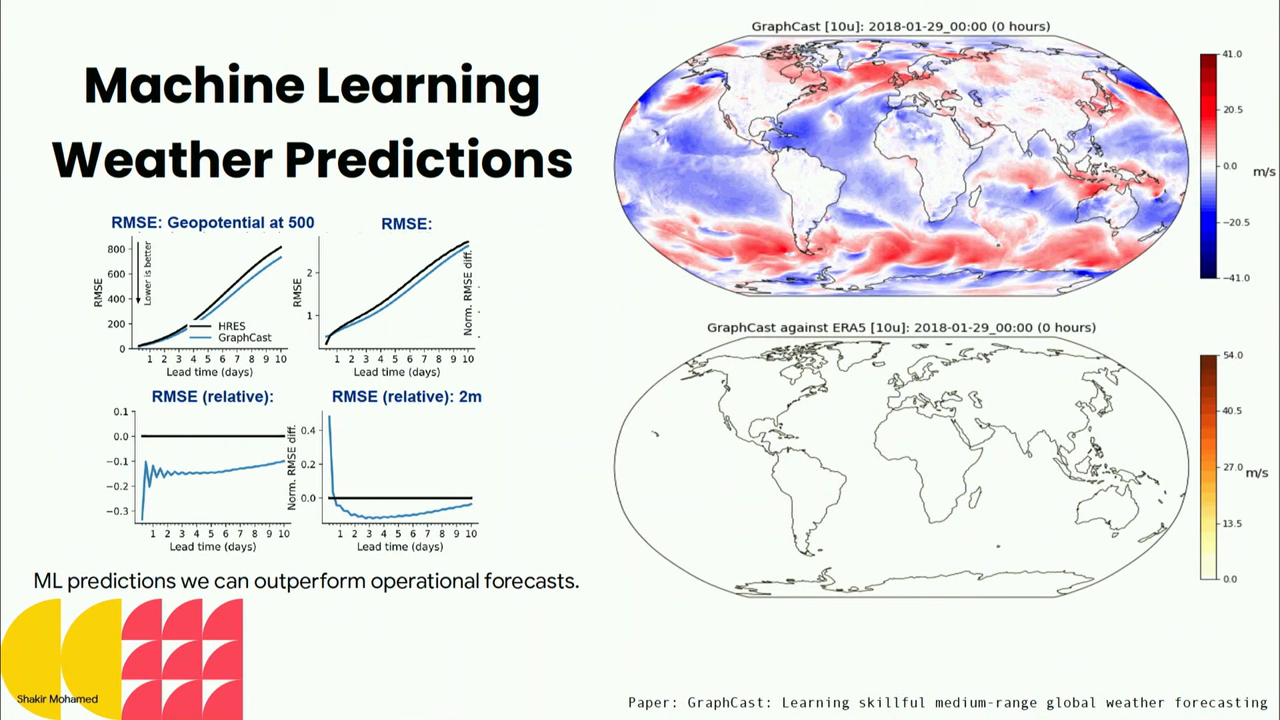 Machine Learning
Weather Predictions
RMSE: Geopotential at 500
800
600
400
200
0
RMSE
Lower is better
HRES
GraphCast
1 2 3 4 5 6 7 8 9 10
Lead time (days)
RMSE:
2
1
RMSE
Norm. RMSE diff.
1 2 3 4 5 6 7 8 9 10
Lead time (days)
RMSE (relative):
0.1
0.0
−0.1
−0.2
−0.3
1 2 3 4 5 6 7 8 9 10
Lead time (days)
RMSE (relative): 2m
Norm. RMSE diff.
0.4
0.2
0.0
1 2 3 4 5 6 7 8 9 10
Lead time (days)
ML predictions we can outperform operational forecasts.
Shakir Mohamed
GraphCast [10u]: 2018-01-29_00:00 (0 hours)
41.0
20.5
0.0
−20.5
−41.0
m/s
GraphCast against ERA5 [10u]: 2018-01-29_00:00 (0 hours)
54.0
40.5
27.0
13.5
0.0
m/s
Paper: GraphCast: Learning skillful medium-range global weather forecasting